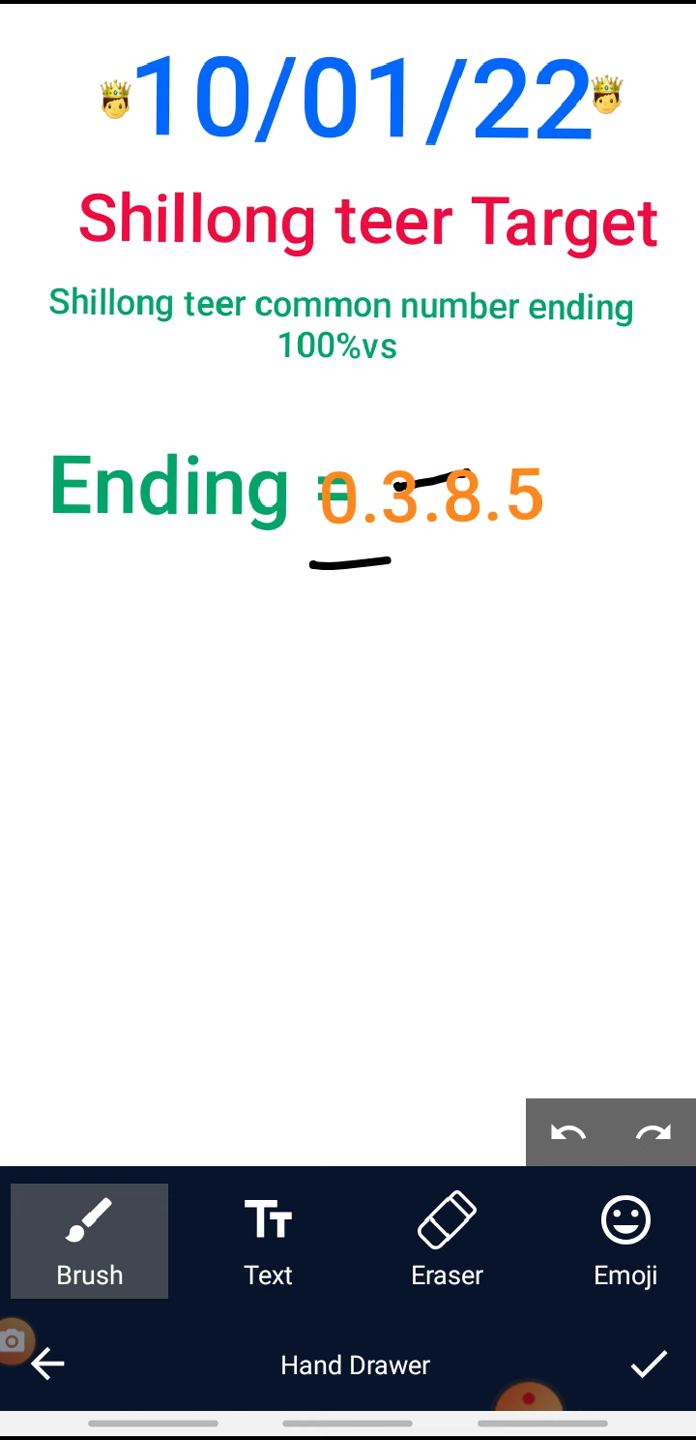 10/01/22
Shillong teer Target
Shillong teer common number ending
100%vs
Ending = 0.3.8.5
Brush Text Eraser Emoji
Hand Drawer